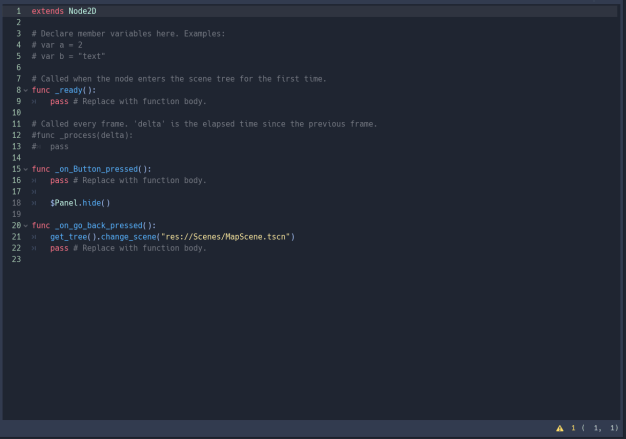 1 extends Node2D
2
3 # Declare member variables here. Examples:
4 # var a = 2
5 # var b = "text"
6
7 # Called when the node enters the scene tree for the first time.
8 func _ready():
9 pass # Replace with function body.
10
11 # Called every frame. 'delta' is the elapsed time since the previous frame.
12 #func _process(delta):
13 # pass
14
15 func _on_Button_pressed():
16 pass # Replace with function body.
17
18 $Panel.hide()
19
20 func _on_go_back_pressed():
21 get_tree().change_scene("res://Scenes/MapScene.tscn")
22 pass # Replace with function body.
23
1 ( 1, 1)